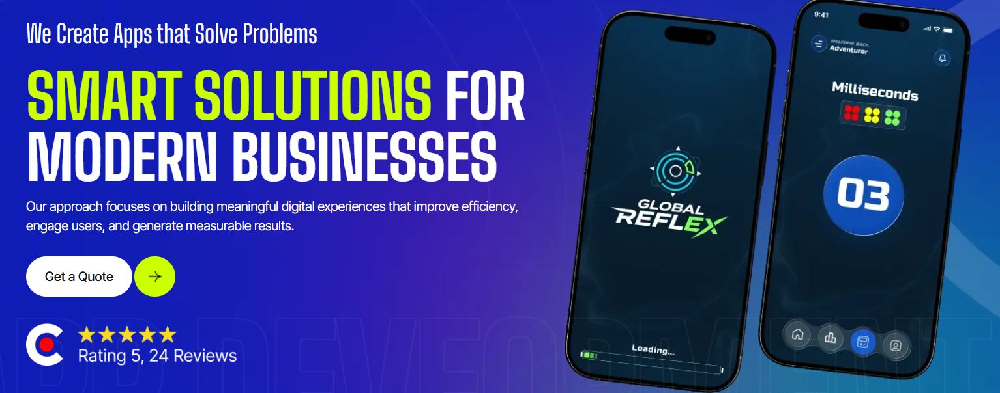 We Create Apps that Solve Problems
SMART SOLUTIONS FOR
MODERN BUSINESSES
Our approach focuses on building meaningful digital experiences that improve efficiency,
engage users, and generate measurable results.
Get a Quote
Rating 5, 24 Reviews
GLOBAL
REFLEX
Loading...
9:41
WELCOME BACK,
Adventurer
Milliseconds
03
APP DEVELOPMENT